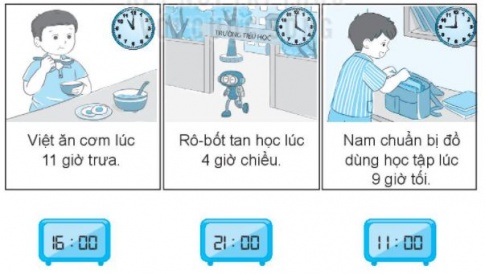 TRƯỜNG TIỂU HỌC
Việt ăn cơm lúc
11 giờ trưa.
Rô-bốt tan học lúc
4 giờ chiều.
Nam chuẩn bị đồ
dùng học tập lúc
9 giờ tối.
16:00
21:00
11:00